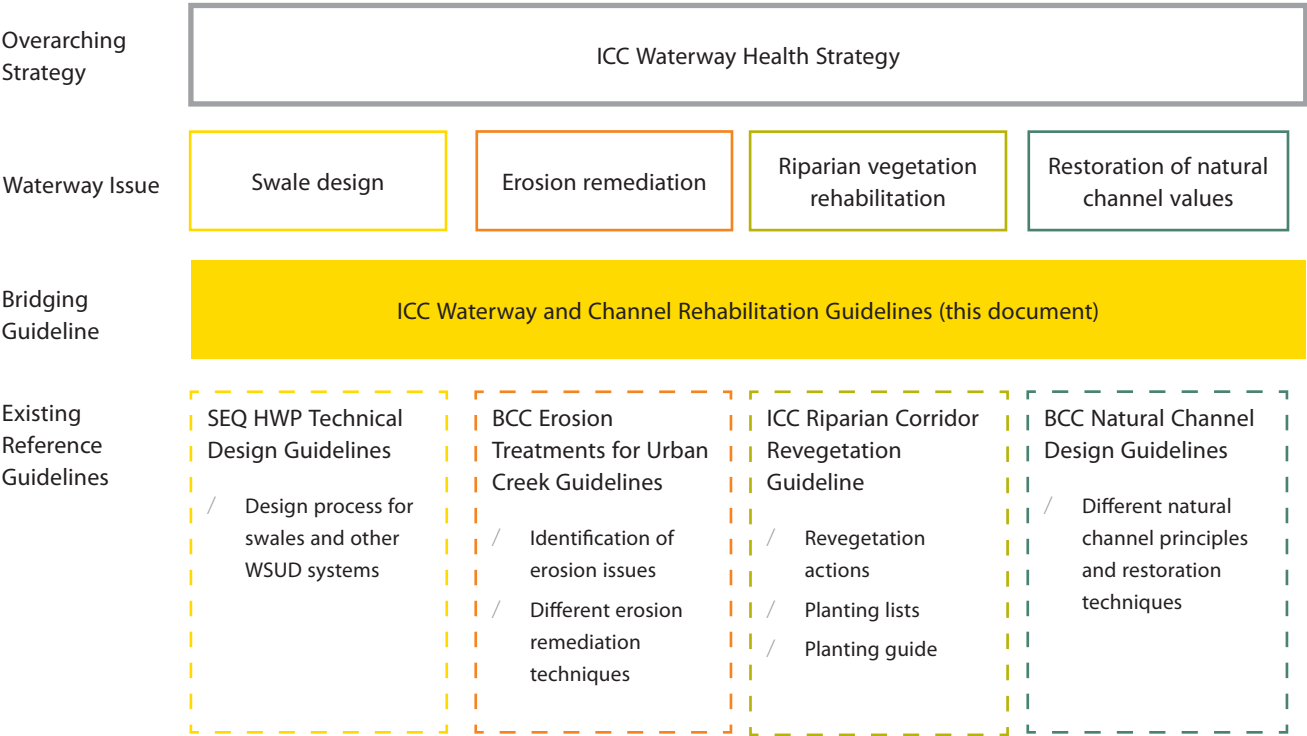 Overarching
Strategy
ICC Waterway Health Strategy
Waterway Issue
Swale design
Erosion remediation
Riparian vegetation
rehabilitation
Restoration of natural
channel values
Bridging
Guideline
ICC Waterway and Channel Rehabilitation Guidelines (this document)
Existing
Reference
Guidelines
SEQ HWP Technical
Design Guidelines
/ Design process for
swales and other
WSUD systems
BCC Erosion
Treatments for Urban
Creek Guidelines
/ Identification of
erosion issues
/ Different erosion
remediation
techniques
ICC Riparian Corridor
Revegetation
Guideline
/ Revegetation
actions
/ Planting lists
/ Planting guide
BCC Natural Channel
Design Guidelines
/ Different natural
channel principles
and restoration
techniques